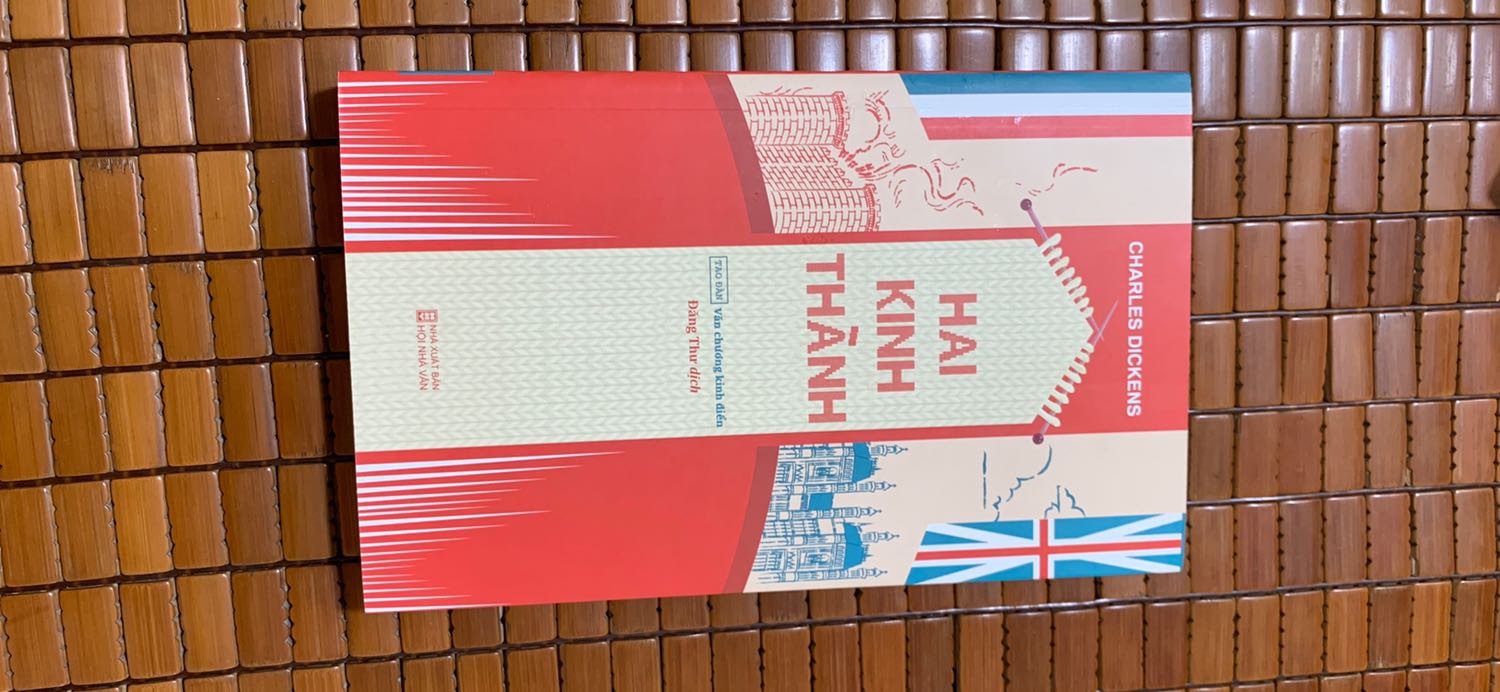 CHARLES DICKENS
HAI
KINH
THÀNH
TAO ĐÀN Văn chương kinh điển
Đăng Thư dịch
NHÀ XUẤT BẢN
HỘI NHÀ VĂN